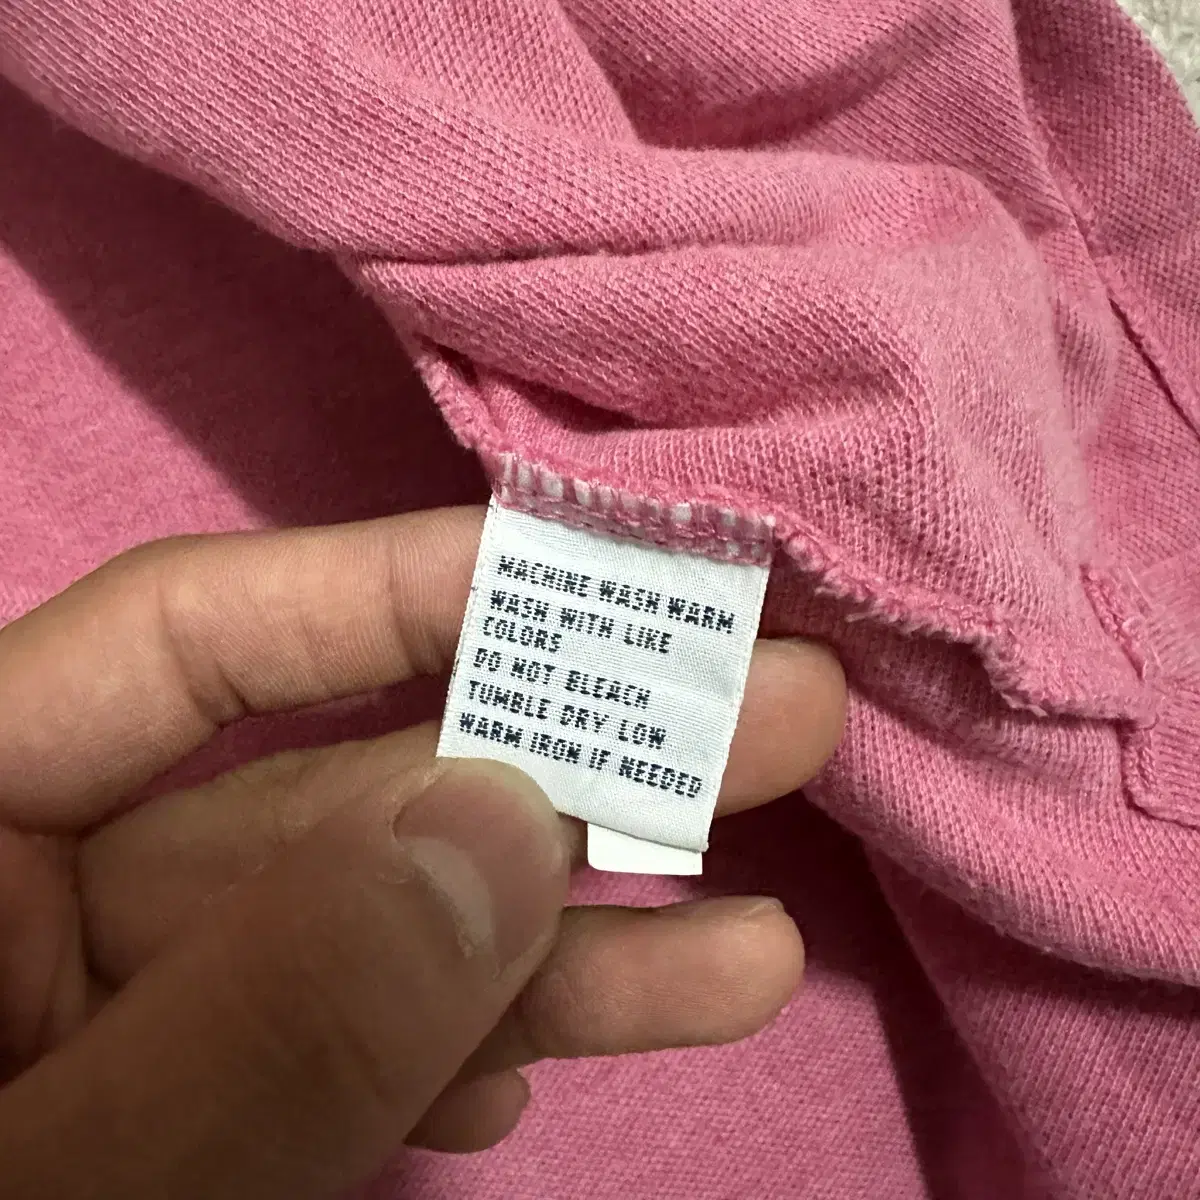 MACHINE WASH WARM
WASH WITH LIKE
COLORS
DO NOT BLEACH
TUMBLE DRY LOW
WARM IRON IF NEEDED